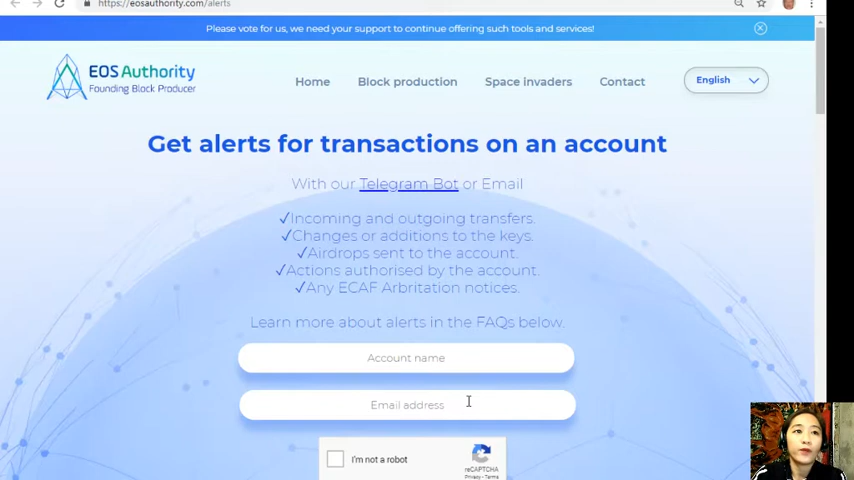 https://eosauthority.com/alerts
Please vote for us, we need your support to continue offering such tools and services!
EOS Authority
Founding Block Producer
Home
Block production
Space invaders
Contact
English
Get alerts for transactions on an account
With our Telegram Bot or Email
✓Incoming and outgoing transfers.
✓Changes or additions to the keys.
✓Airdrops sent to the account.
✓Actions authorised by the account.
✓Any ECAF Arbritation notices.
Learn more about alerts in the FAQs below.
Account name
Email address
I'm not a robot
reCAPTCHA
Privacy - Terms